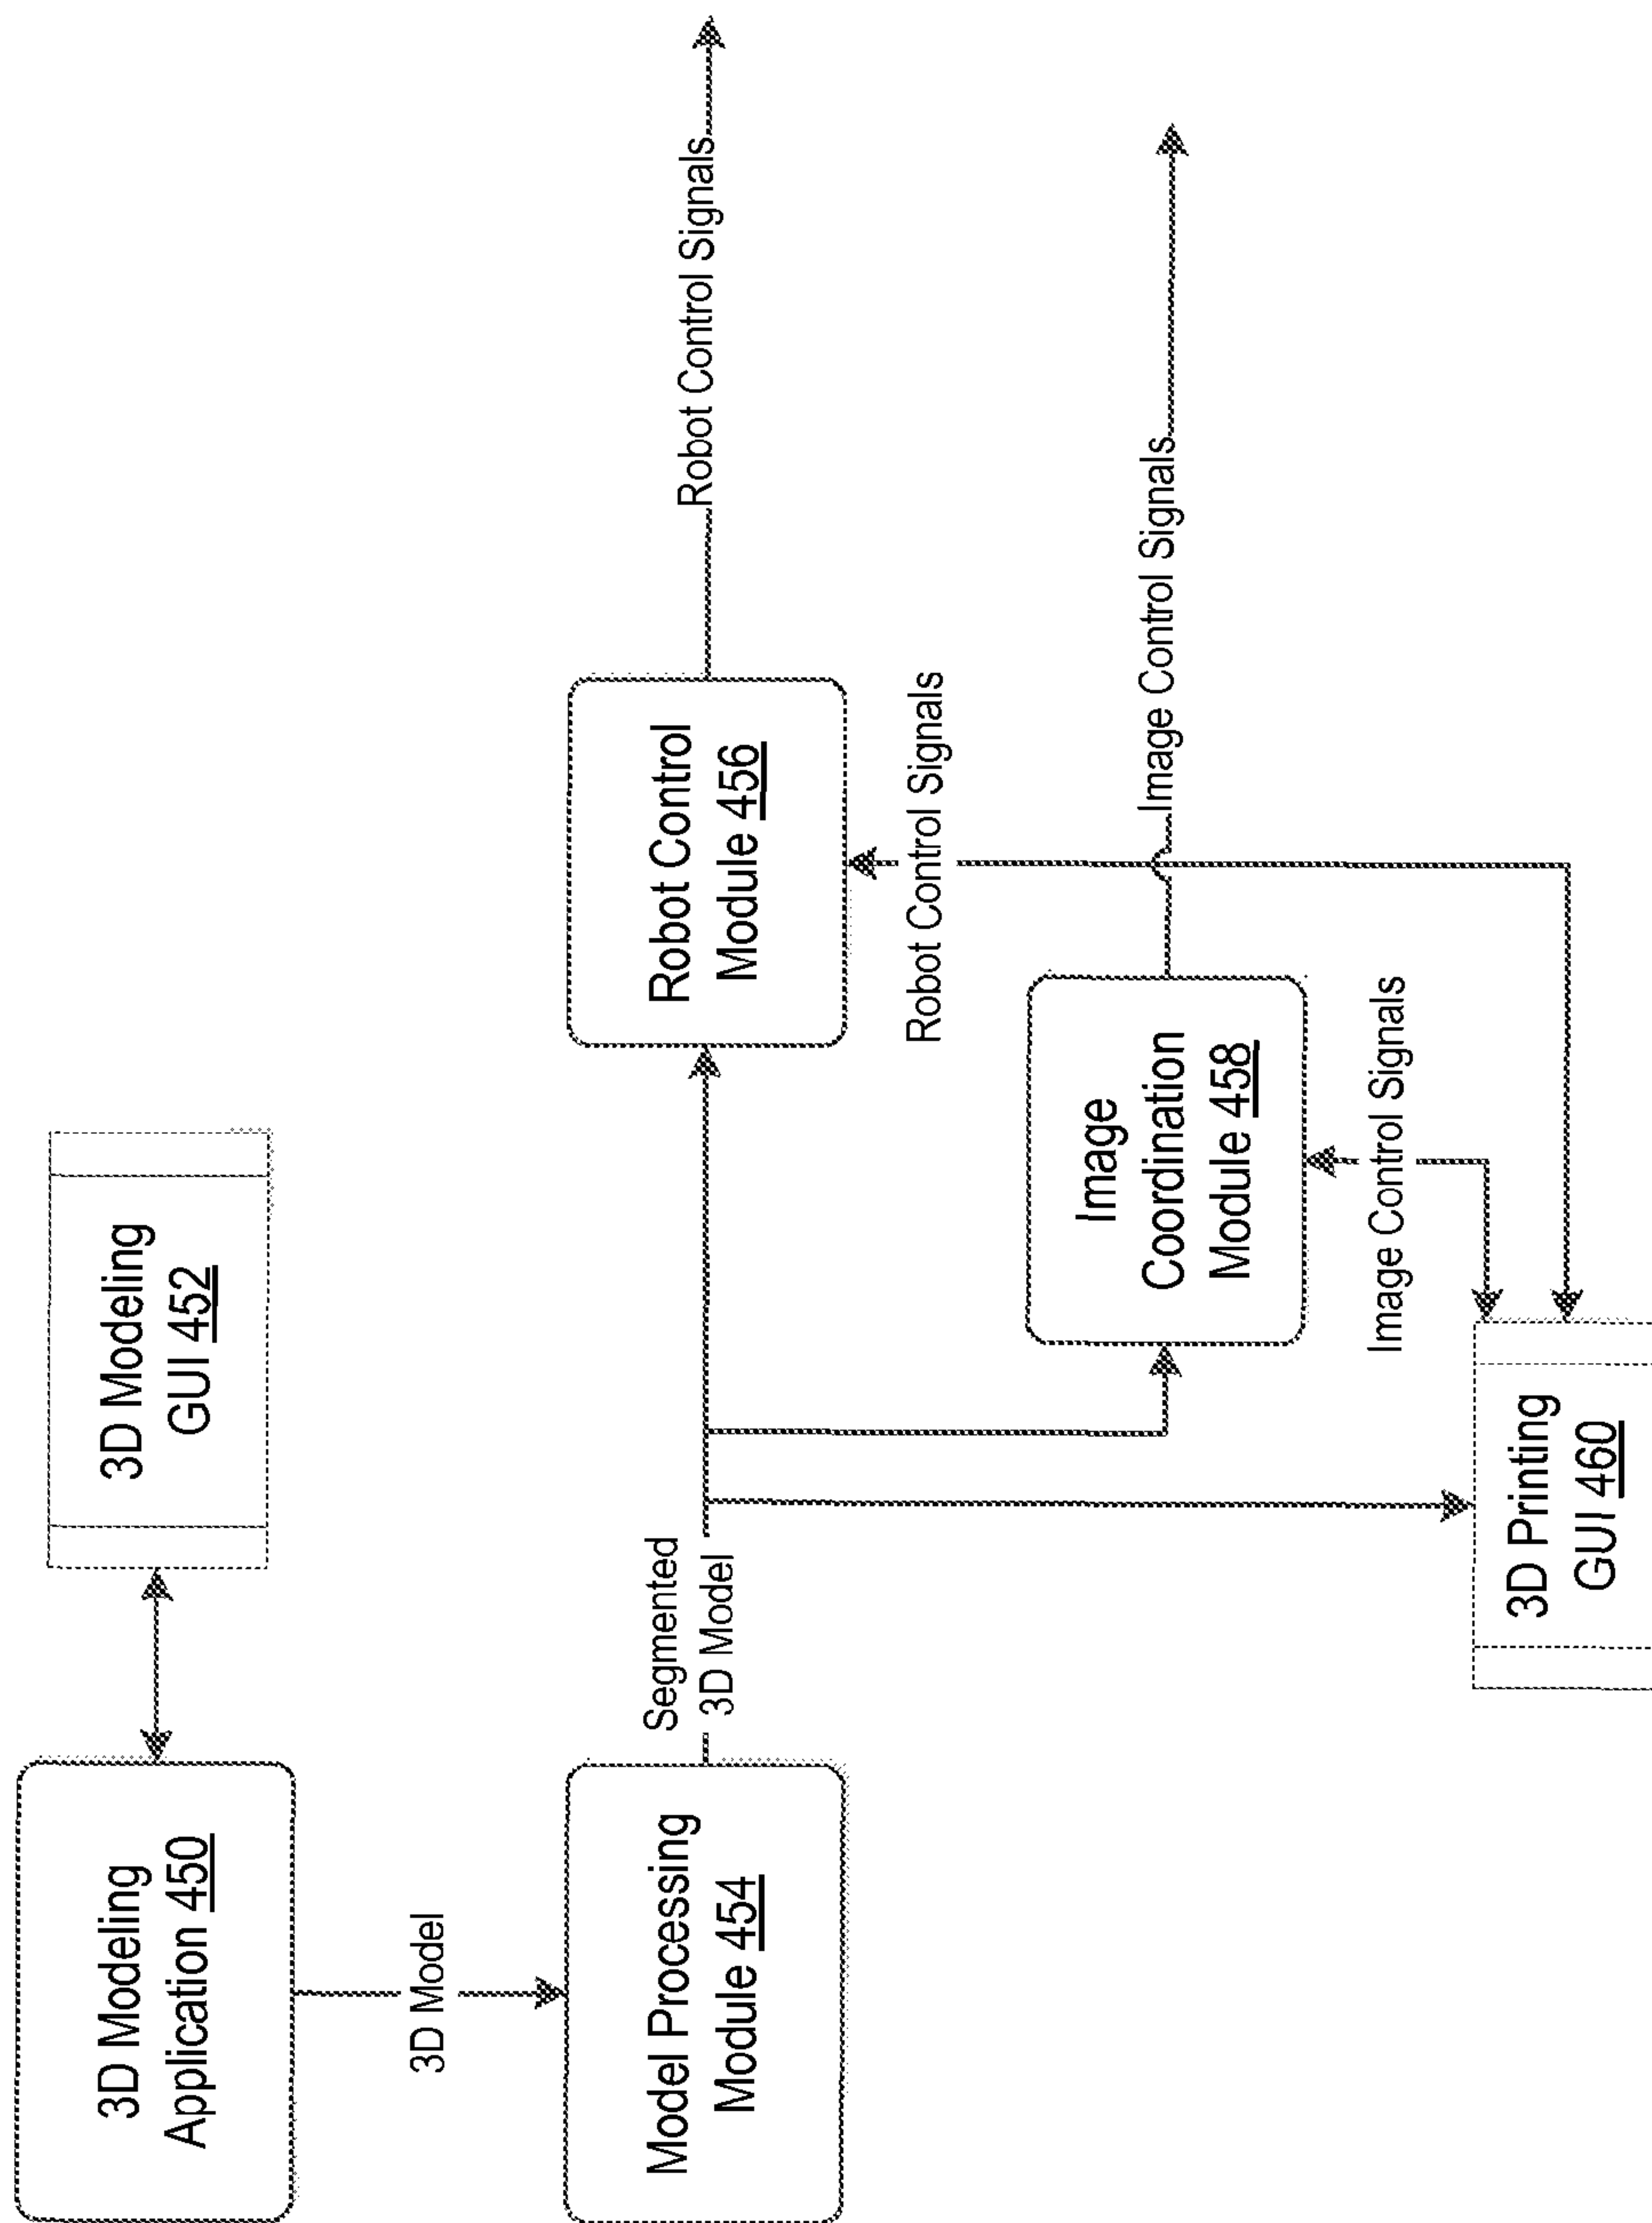 3D Modeling
Application 450
3D Modeling
GUI 452
3D Model
Model Processing
Module 454
Segmented
3D Model
Robot Control
Module 456
Robot Control Signals
Robot Control Signals
Image
Coordination
Module 458
Image Control Signals
Image Control Signals
3D Printing
GUI 460